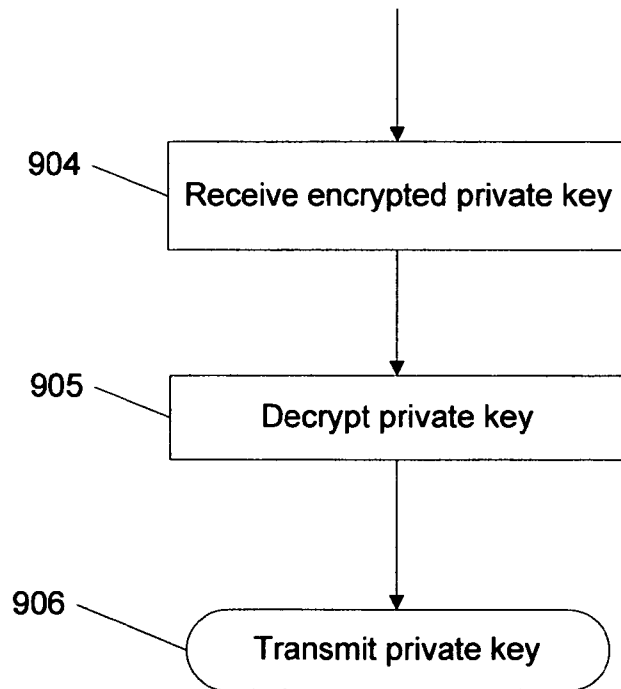 904
Receive encrypted private key
905
Decrypt private key
906
Transmit private key